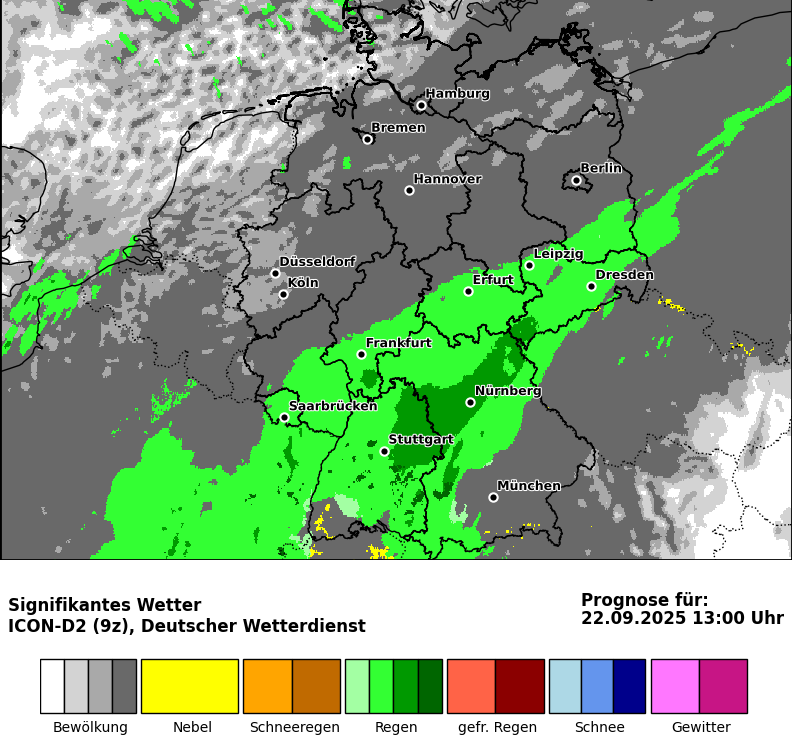 Hamburg
Bremen
Berlin
Hannover
Leipzig
Düsseldorf
Dresden
Erfurt
Köln
Frankfurt
Nürnberg
Saarbrücken
Stuttgart
München
Signifikantes Wetter
ICON-D2 (9z), Deutscher Wetterdienst
Prognose für:
22.09.2025 13:00 Uhr
Bewölkung Nebel Schneeregen Regen gefr. Regen Schnee Gewitter